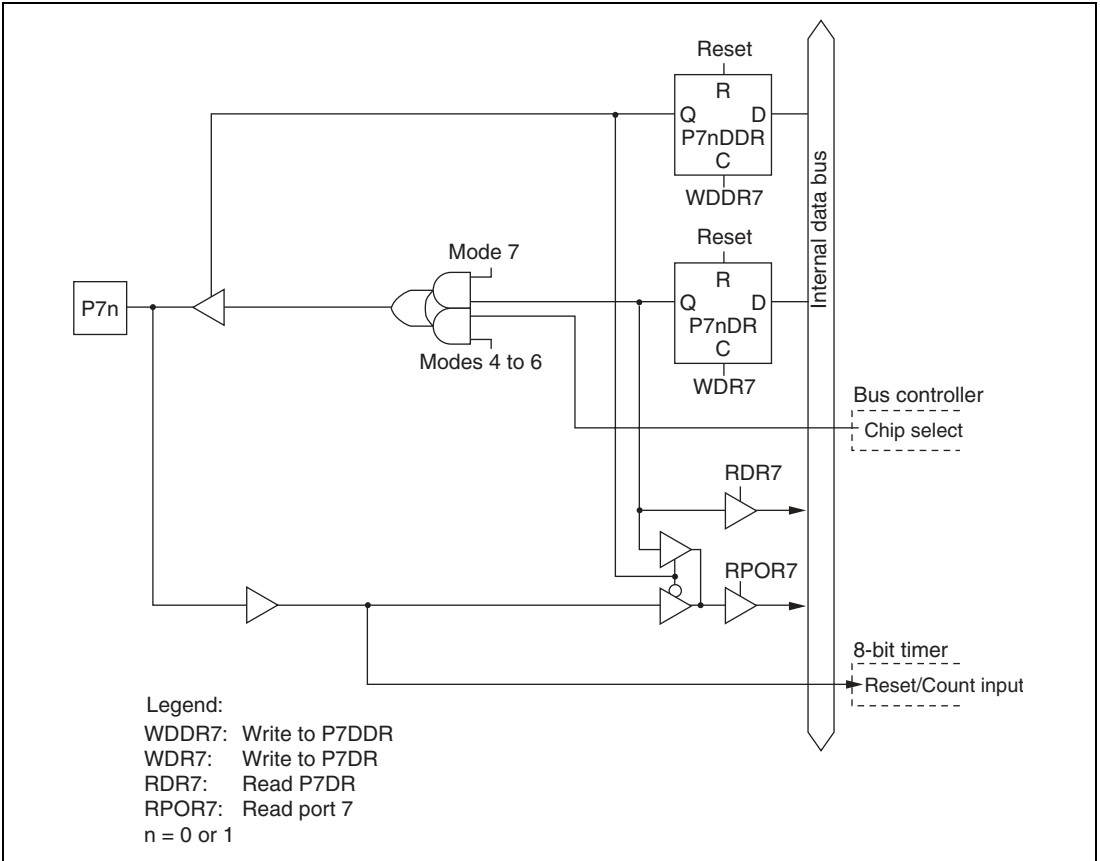 Reset
R
Q D
P7nDDR
C
WDDR7
Internal data bus
Reset
Mode 7
R
Q D
P7n
P7nDR
C
Modes 4 to 6
WDR7
Bus controller
Chip select
RDR7
RPOR7
8-bit timer
Reset/Count input
Legend:
WDDR7: Write to P7DDR
WDR7: Write to P7DR
RDR7: Read P7DR
RPOR7: Read port 7
n = 0 or 1